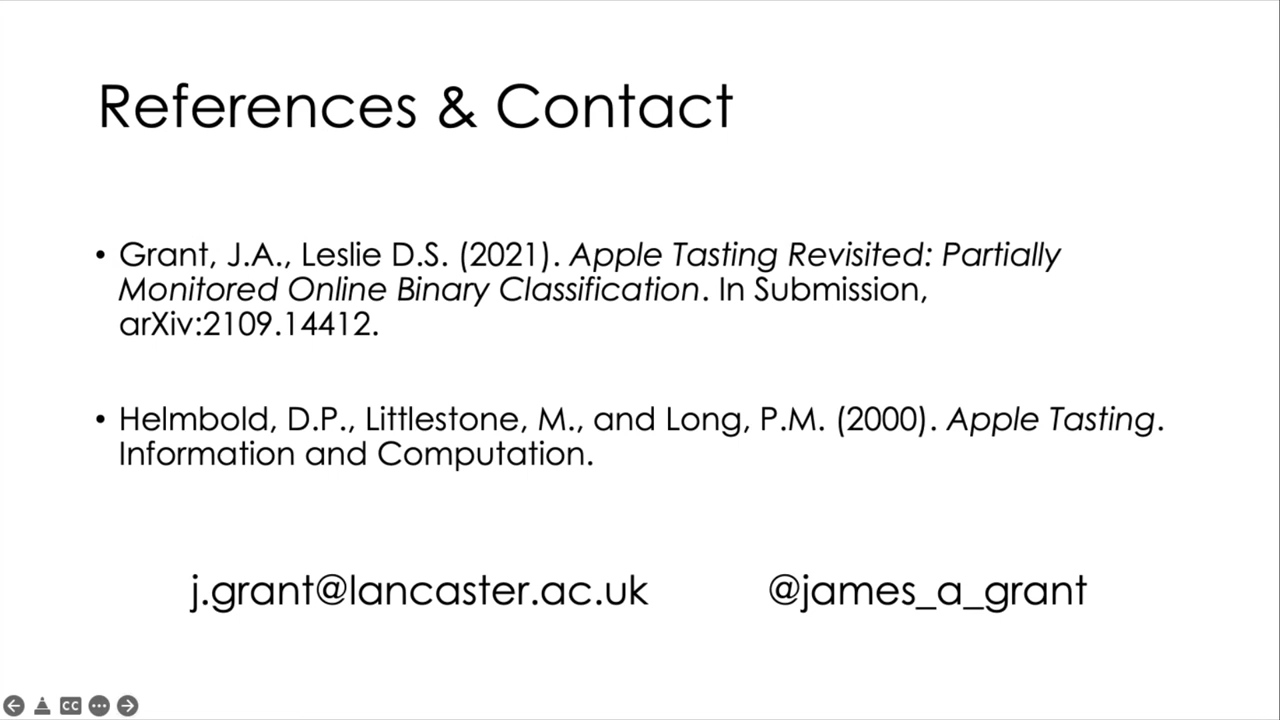 References & Contact
• Grant, J.A., Leslie D.S. (2021). Apple Tasting Revisited: Partially
Monitored Online Binary Classification. In Submission,
arXiv:2109.14412.
• Helmbold, D.P., Littlestone, M., and Long, P.M. (2000). Apple Tasting.
Information and Computation.
j.grant@lancaster.ac.uk @james_a_grant
CC